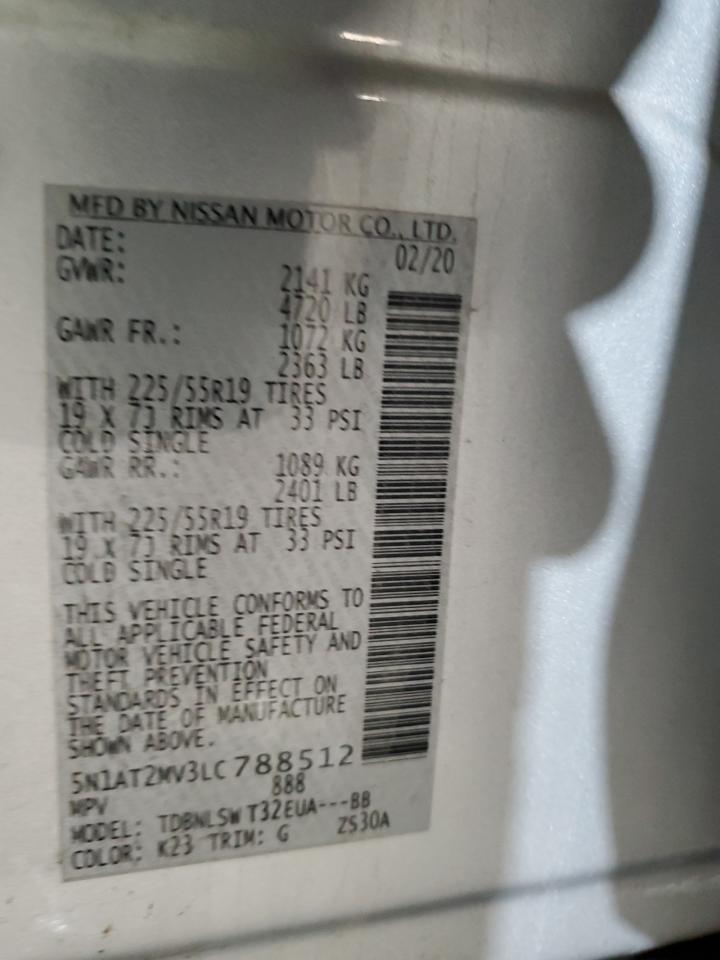 MFD BY NISSAN MOTOR CO., LTD.
DATE: 02/20
GVWR: 2141 KG
4720 LB
GAWR FR.: 1072 KG
2363 LB
WITH 225/55R19 TIRES
19 X 7J RIMS AT 33 PSI
COLD SINGLE
GAWR RR.: 1089 KG
2401 LB
WITH 225/55R19 TIRES
19 X 7J RIMS AT 33 PSI
COLD SINGLE
THIS VEHICLE CONFORMS TO
ALL APPLICABLE FEDERAL
MOTOR VEHICLE SAFETY AND
THEFT PREVENTION
STANDARDS IN EFFECT ON
THE DATE OF MANUFACTURE
SHOWN ABOVE.
5N1AT2MV3LC788512
MPV 888
MODEL: TDBNLSW T32EUA---BB
COLOR: K23 TRIM: G ZS30A